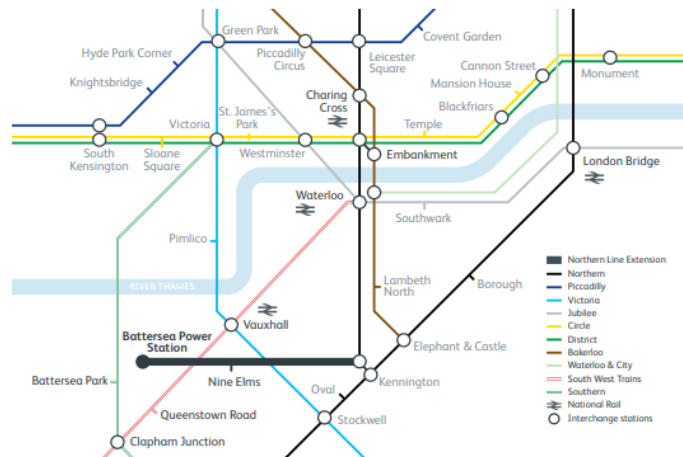 Green Park
Covent Garden
Hyde Park Corner
Piccadilly
Circus
Leicester
Square
Cannon Street
Mansion House
Monument
Knightsbridge
Charing
Cross
Blackfriars
St. James's
Park
Victoria
Temple
South
Kensington
Sloane
Square
Westminster
Embankment
London Bridge
Waterloo
Southwark
Pimlico
RIVER THAMES
Lambeth
North
Borough
Vauxhall
Battersea Power
Station
Elephant & Castle
Battersea Park
Nine Elms
Kennington
Oval
Queenstown Road
Stockwell
Clapham Junction
Northern Line Extension
Northern
Piccadilly
Victoria
Jubilee
Circle
District
Bakerloo
Waterloo & City
South West Trains
Southern
National Rail
Interchange stations